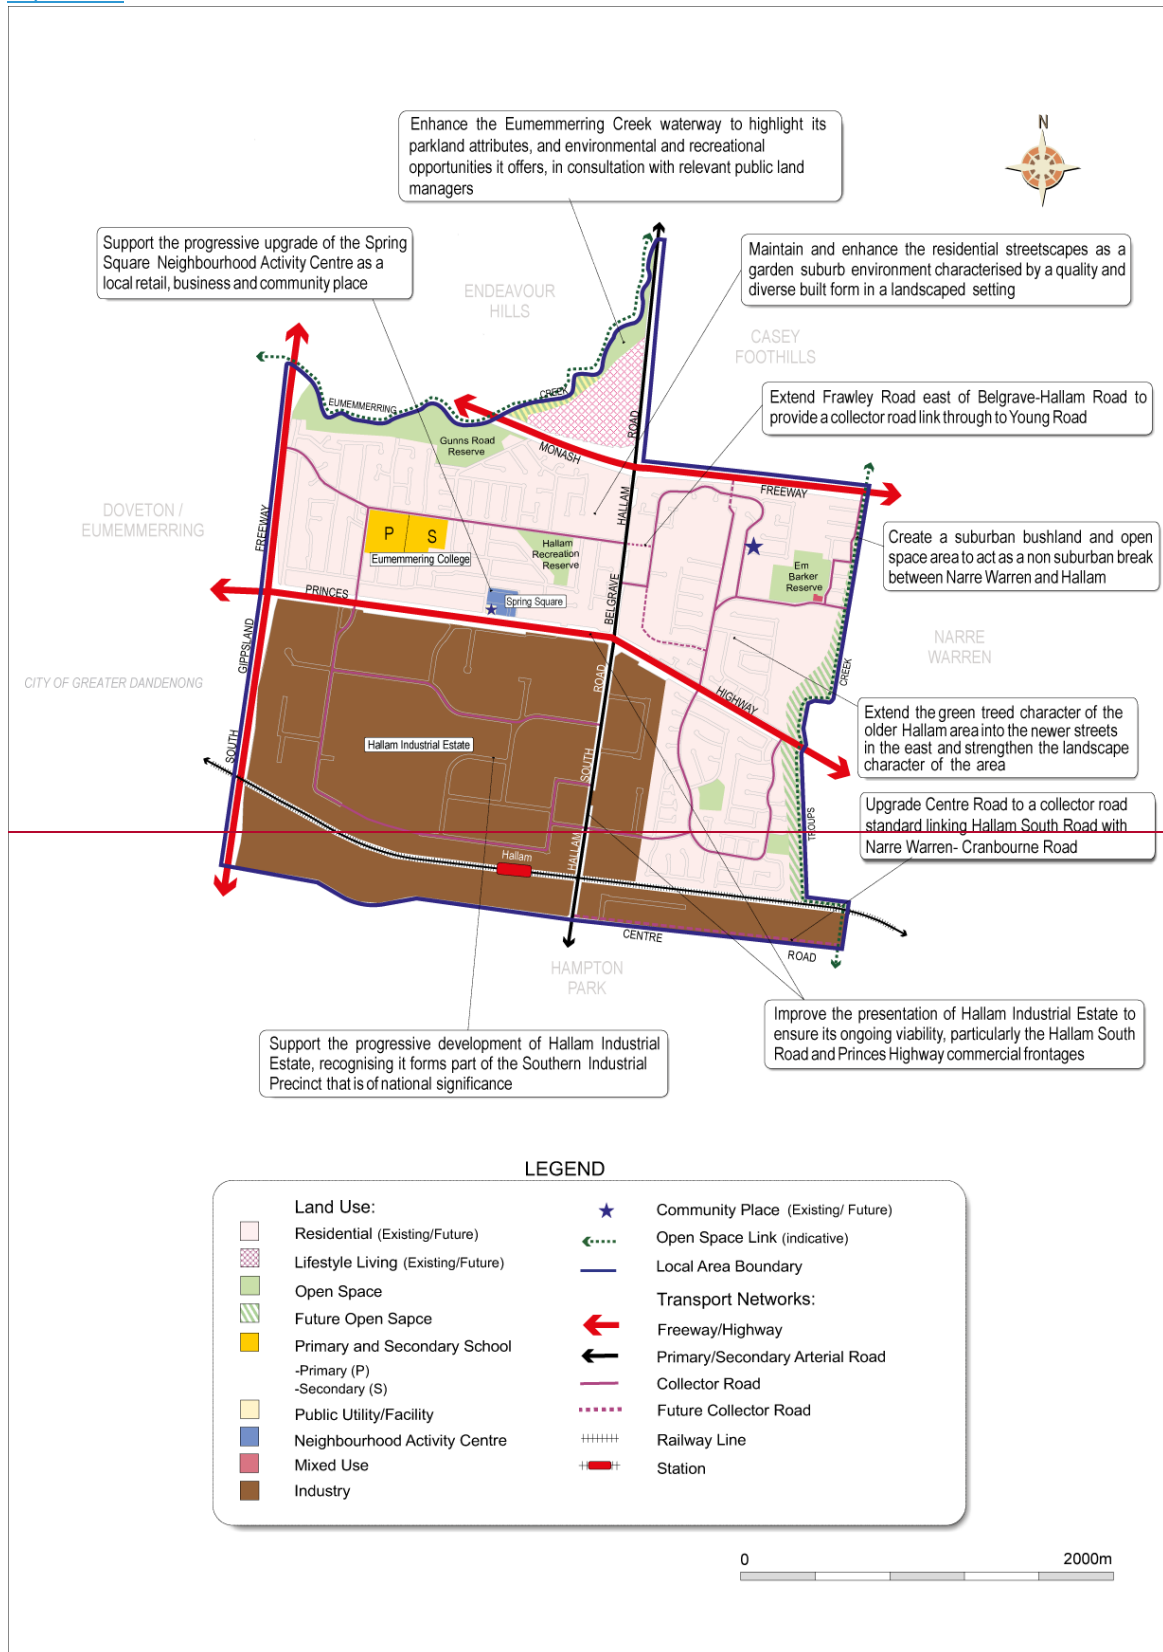 Enhance the Eumemmerring Creek waterway to highlight its
parkland attributes, and environmental and recreational
opportunities it offers, in consultation with relevant public land
managers
N
Support the progressive upgrade of the Spring
Square Neighbourhood Activity Centre as a
local retail, business and community place
Maintain and enhance the residential streetscapes as a
garden suburb environment characterised by a quality and
diverse built form in a landscaped setting
ENDEAVOUR
HILLS
CASEY
FOOTHILLS
Extend Frawley Road east of Belgrave-Hallam Road to
provide a collector road link through to Young Road
EUMEMMERRING
CREEK
ROAD
Gunns Road
Reserve
MONASH
FREEWAY
HALLAM
DOVETON /
EUMEMMERRING
FREEWAY
P
S
Eumemmering College
Hallam
Recreation
Reserve
Em
Barker
Reserve
Create a suburban bushland and open
space area to act as a non suburban break
between Narre Warren and Hallam
PRINCES
Spring Square
BELGRAVE
NARRE
WARREN
GIPPSLAND
CITY OF GREATER DANDENONG
ROAD
CREEK
HIGHWAY
Extend the green treed character of the
older Hallam area into the newer streets
in the east and strengthen the landscape
character of the area
SOUTH
Hallam Industrial Estate
SOUTH
Upgrade Centre Road to a collector road
standard linking Hallam South Road with
Narre Warren- Cranbourne Road
TROUPS
Hallam
HALLAM
CENTRE
ROAD
HAMPTON
PARK
Improve the presentation of Hallam Industrial Estate to
ensure its ongoing viability, particularly the Hallam South
Road and Princes Highway commercial frontages
Support the progressive development of Hallam Industrial
Estate, recognising it forms part of the Southern Industrial
Precinct that is of national significance
LEGEND
Land Use:
Residential (Existing/Future)
Lifestyle Living (Existing/Future)
Open Space
Future Open Sapce
Primary and Secondary School
-Primary (P)
-Secondary (S)
Public Utility/Facility
Neighbourhood Activity Centre
Mixed Use
Industry
Community Place (Existing/ Future)
Open Space Link (indicative)
Local Area Boundary
Transport Networks:
Freeway/Highway
Primary/Secondary Arterial Road
Collector Road
Future Collector Road
Railway Line
Station
0
2000m